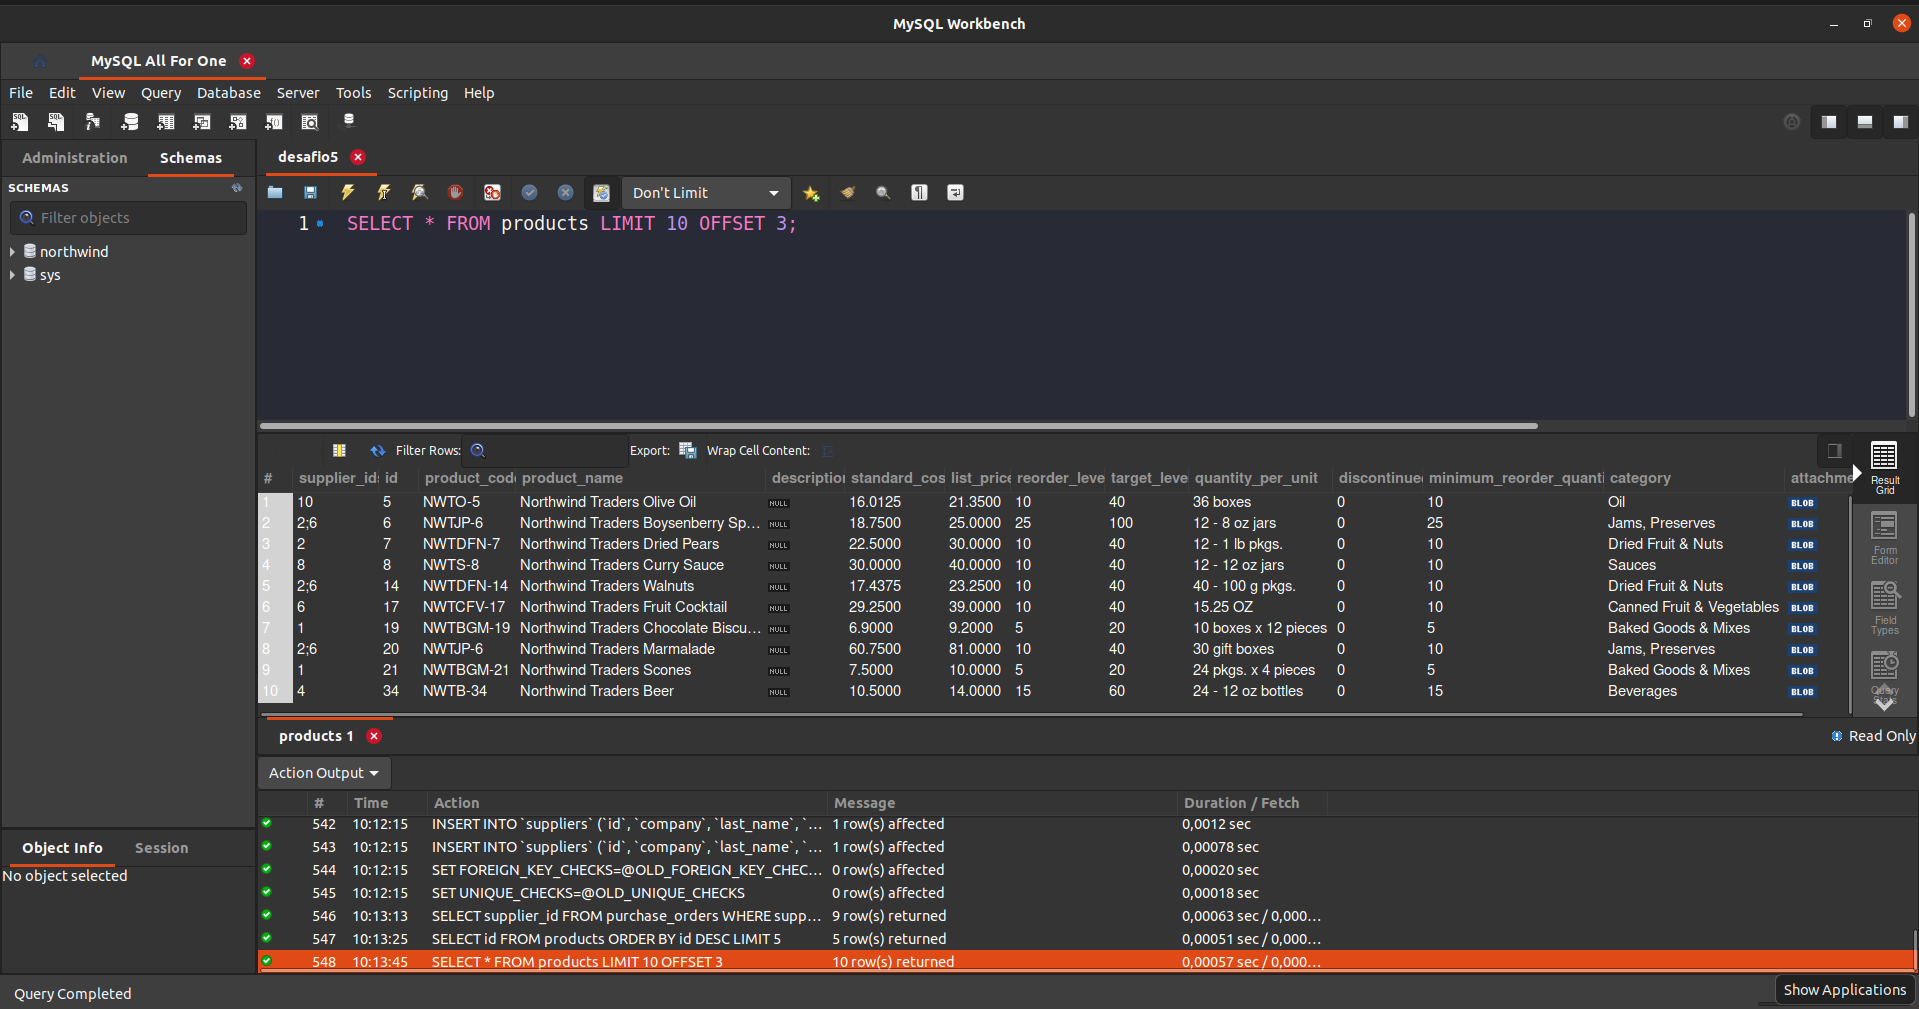 MySQL Workbench
MySQL All For One
File Edit View Query Database Server Tools Scripting Help
Administration Schemas
desafio5
SCHEMAS
Filter objects
northwind
sys
Don't Limit
1 SELECT * FROM products LIMIT 10 OFFSET 3;
Filter Rows: Export: Wrap Cell Content:
# supplier_ids id product_code product_name description standard_cos list_price reorder_leve target_leve quantity_per_unit discontinued minimum_reorder_quanti category attachme
1 10 5 NWTO-5 Northwind Traders Olive Oil NULL 16.0125 21.3500 10 40 36 boxes 0 10 Oil BLOB
2 2;6 6 NWTJP-6 Northwind Traders Boysenberry Sp... NULL 18.7500 25.0000 25 100 12 - 8 oz jars 0 25 Jams, Preserves BLOB
3 2 7 NWTDFN-7 Northwind Traders Dried Pears NULL 22.5000 30.0000 10 40 12 - 1 lb pkgs. 0 10 Dried Fruit & Nuts BLOB
4 8 8 NWTS-8 Northwind Traders Curry Sauce NULL 30.0000 40.0000 10 40 12 - 12 oz jars 0 10 Sauces BLOB
5 2;6 14 NWTDFN-14 Northwind Traders Walnuts NULL 17.4375 23.2500 10 40 40 - 100 g pkgs. 0 10 Dried Fruit & Nuts BLOB
6 6 17 NWTCFV-17 Northwind Traders Fruit Cocktail NULL 29.2500 39.0000 10 40 15.25 OZ 0 10 Canned Fruit & Vegetables BLOB
7 1 19 NWTBGM-19 Northwind Traders Chocolate Biscu... NULL 6.9000 9.2000 5 20 10 boxes x 12 pieces 0 5 Baked Goods & Mixes BLOB
8 2;6 20 NWTJP-6 Northwind Traders Marmalade NULL 60.7500 81.0000 10 40 30 gift boxes 0 10 Jams, Preserves BLOB
9 1 21 NWTBGM-21 Northwind Traders Scones NULL 7.5000 10.0000 5 20 24 pkgs. x 4 pieces 0 5 Baked Goods & Mixes BLOB
10 4 34 NWTB-34 Northwind Traders Beer NULL 10.5000 14.0000 15 60 24 - 12 oz bottles 0 15 Beverages BLOB
Result
Grid
Form
Editor
Field
Types
Query
Stats
products 1
Read Only
Action Output
# Time Action Message Duration / Fetch
542 10:12:15 INSERT INTO `suppliers` (`id`, `company`, `last_name`, `... 1 row(s) affected 0,0012 sec
543 10:12:15 INSERT INTO `suppliers` (`id`, `company`, `last_name`, `... 1 row(s) affected 0,00078 sec
544 10:12:15 SET FOREIGN_KEY_CHECKS=@OLD_FOREIGN_KEY_CHEC... 0 row(s) affected 0,00020 sec
545 10:12:15 SET UNIQUE_CHECKS=@OLD_UNIQUE_CHECKS 0 row(s) affected 0,00018 sec
546 10:13:13 SELECT supplier_id FROM purchase_orders WHERE supp... 9 row(s) returned 0,00063 sec / 0,000...
547 10:13:25 SELECT id FROM products ORDER BY id DESC LIMIT 5 5 row(s) returned 0,00051 sec / 0,000...
548 10:13:45 SELECT * FROM products LIMIT 10 OFFSET 3 10 row(s) returned 0,00057 sec / 0,000...
Object Info Session
No object selected
Query Completed
Show Applications